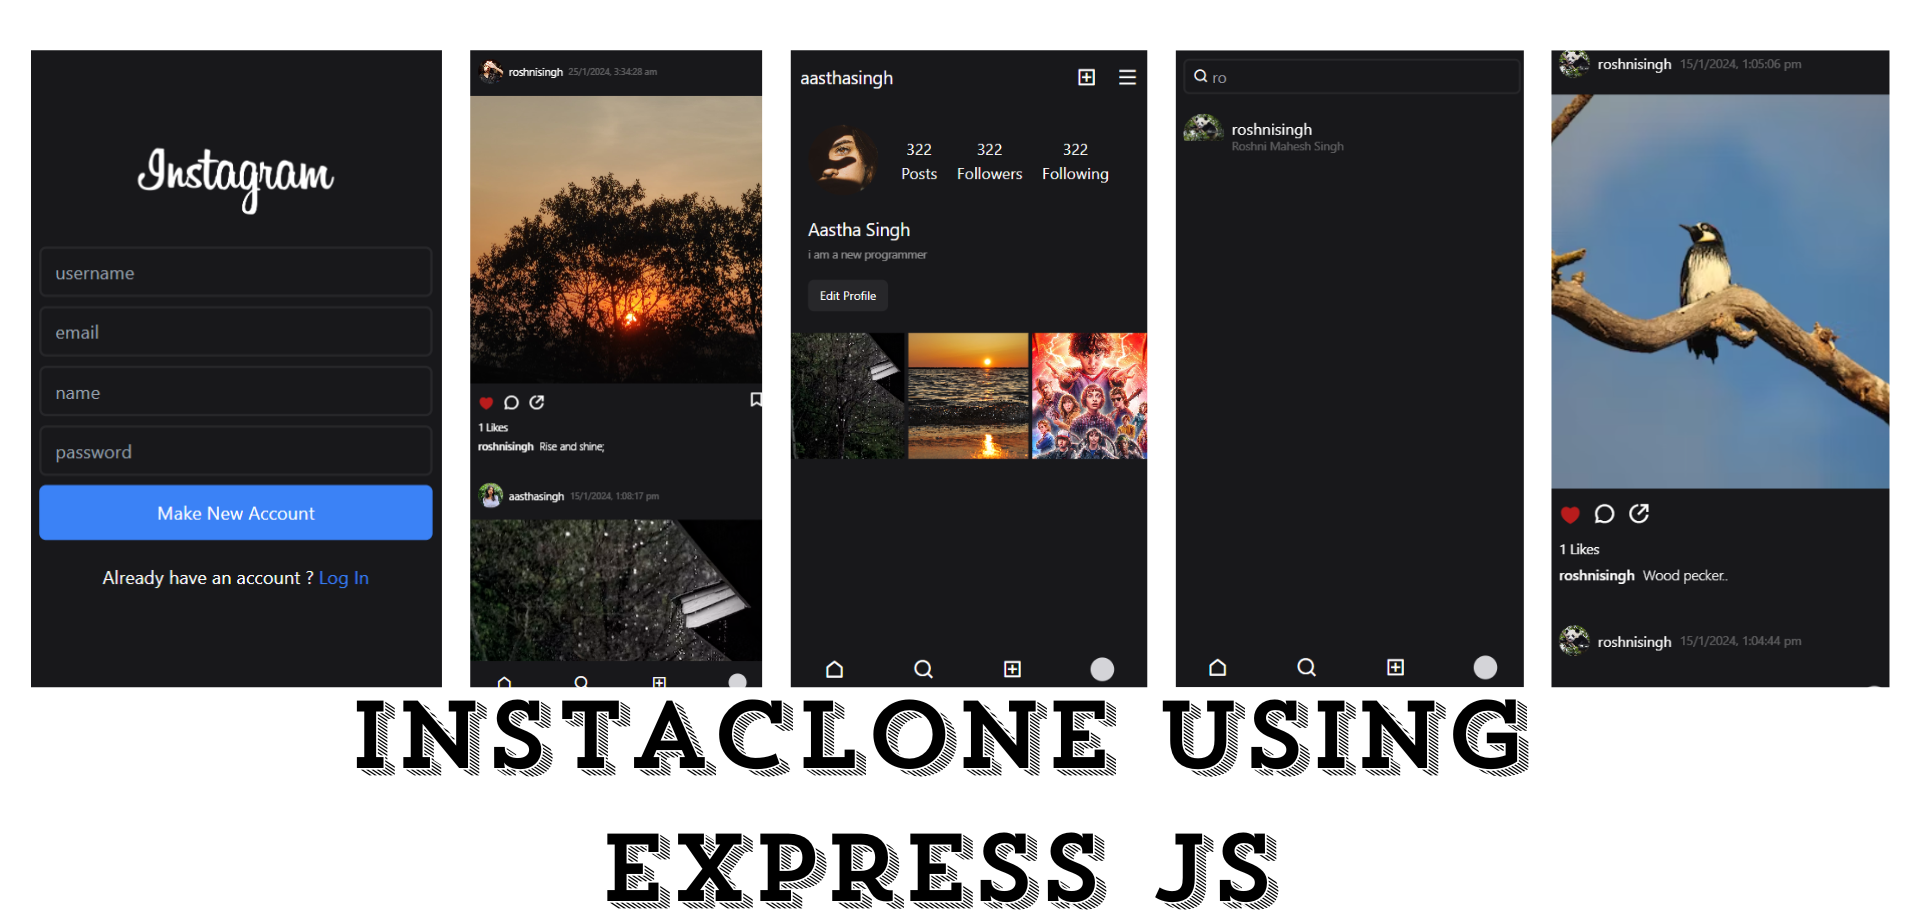 Instagram
username
email
name
password
Make New Account
Already have an account ? Log In
roshnisingh 25/1/2024, 3:34:28 am
1 Likes
roshnisingh Rise and shine;
aasthasingh 15/1/2024, 1:08:17 pm
aasthasingh
322 322 322
Posts Followers Following
Aastha Singh
i am a new programmer
Edit Profile
ro
roshnisingh
Roshni Mahesh Singh
roshnisingh 15/1/2024, 1:05:06 pm
1 Likes
roshnisingh Wood pecker..
roshnisingh 15/1/2024, 1:04:44 pm
INSTACLONE USING
EXPRESS JS